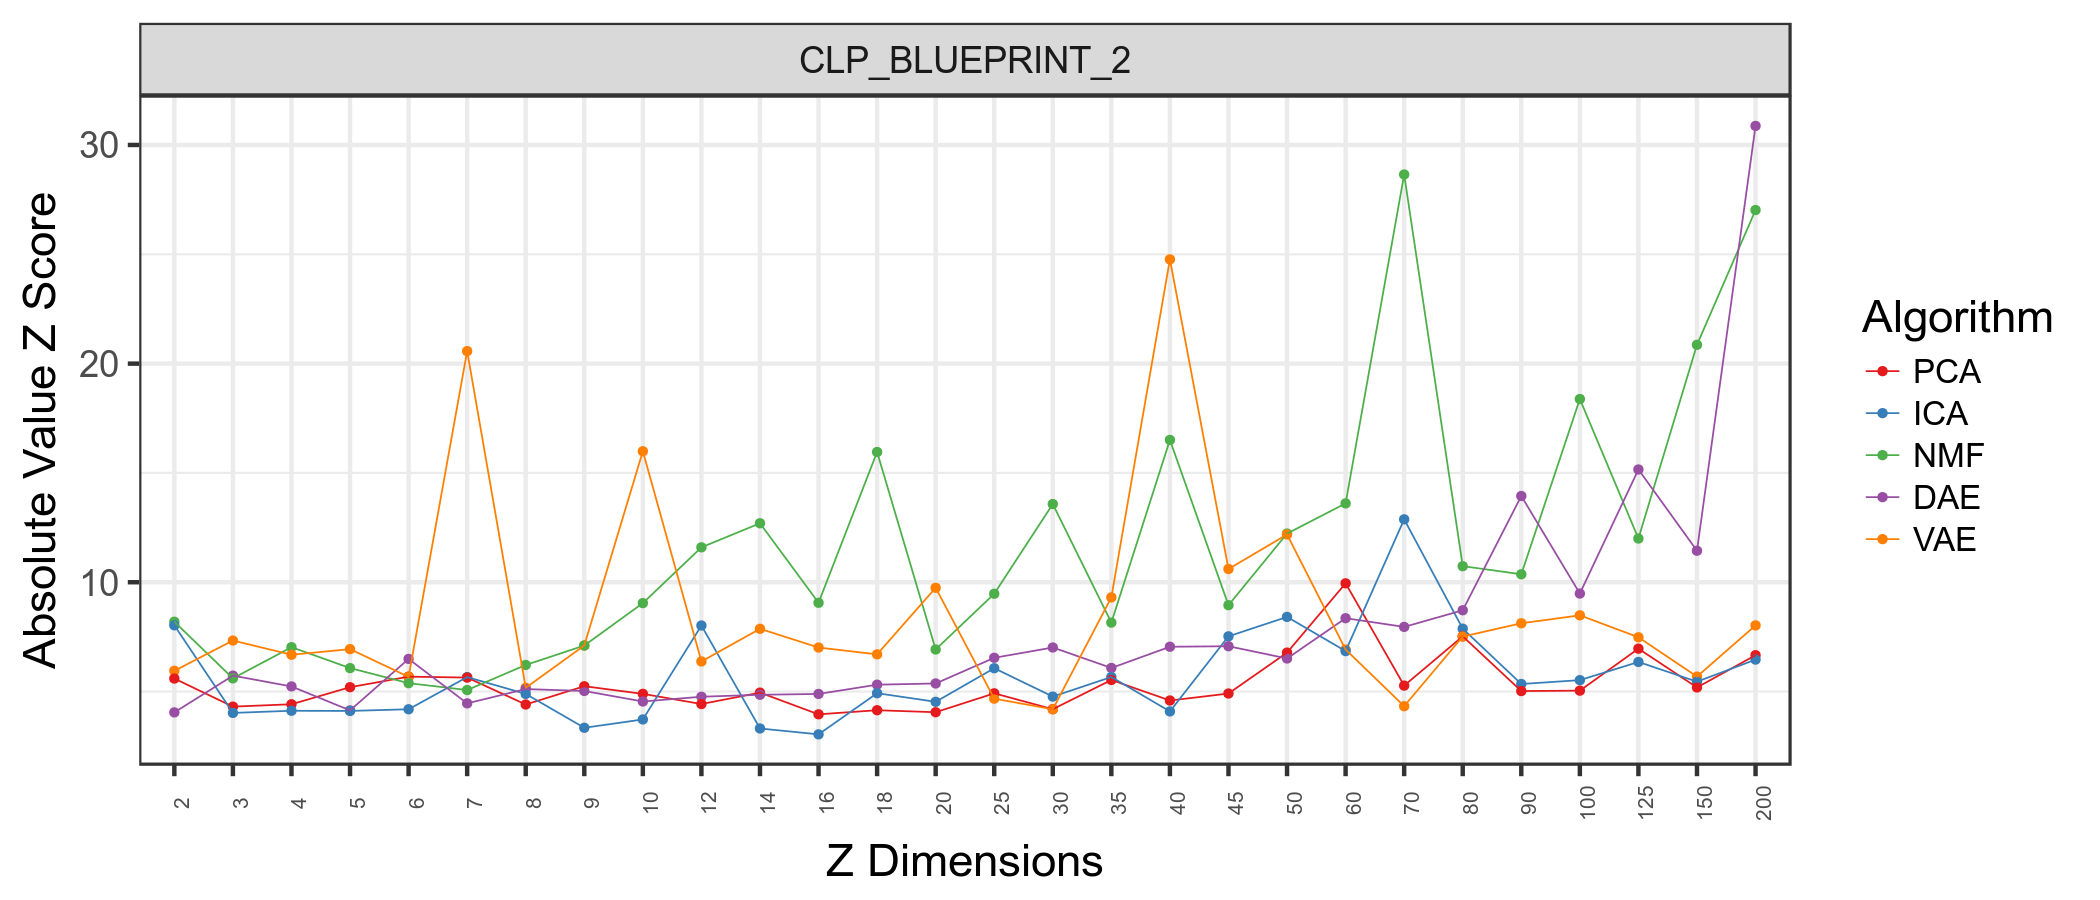 CLP_BLUEPRINT_2
Absolute Value Z Score
30
20
10
2 3 4 5 6 7 8 9 10 12 14 16 18 20 25 30 35 40 45 50 60 70 80 90 100 125 150 200
Z Dimensions
Algorithm
PCA
ICA
NMF
DAE
VAE